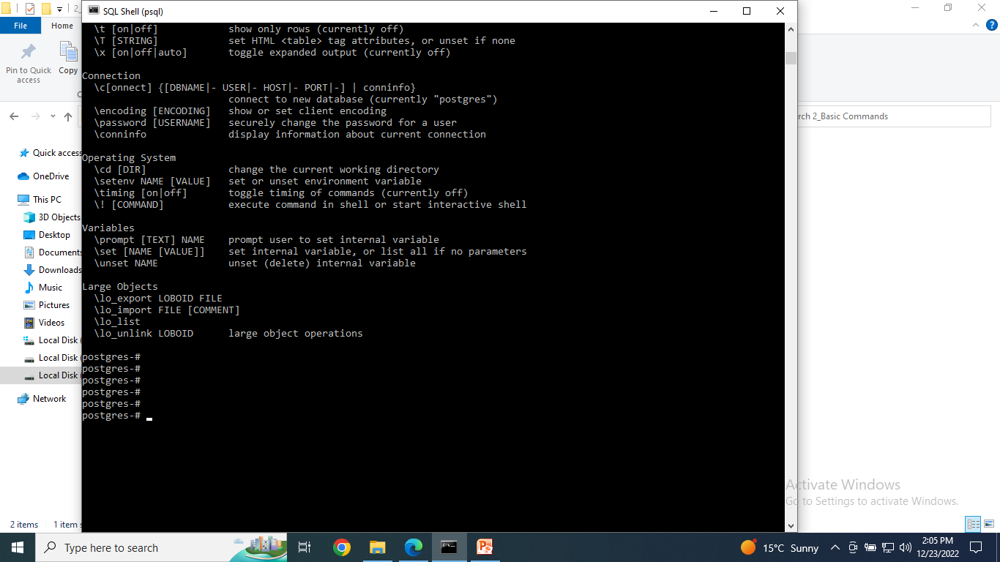 2_
SQL Shell (psql)
File
Home
Pin to Quick
access
Copy
C
rch 2_Basic Commands
Quick access
OneDrive
This PC
3D Objects
Desktop
Documents
Downloads
Music
Pictures
Videos
Local Disk (
Local Disk (
Local Disk (
Network
\t [on|off] show only rows (currently off)
\T [STRING] set HTML <table> tag attributes, or unset if none
\x [on|off|auto] toggle expanded output (currently off)
Connection
\c[onnect] {[DBNAME|- USER|- HOST|- PORT|-] | conninfo}
connect to new database (currently "postgres")
\encoding [ENCODING] show or set client encoding
\password [USERNAME] securely change the password for a user
\conninfo display information about current connection
Operating System
\cd [DIR] change the current working directory
\setenv NAME [VALUE] set or unset environment variable
\timing [on|off] toggle timing of commands (currently off)
\! [COMMAND] execute command in shell or start interactive shell
Variables
\prompt [TEXT] NAME prompt user to set internal variable
\set [NAME [VALUE]] set internal variable, or list all if no parameters
\unset NAME unset (delete) internal variable
Large Objects
\lo_export LOBOID FILE
\lo_import FILE [COMMENT]
\lo_list
\lo_unlink LOBOID large object operations
postgres-#
postgres-#
postgres-#
postgres-#
postgres-#
postgres-#
Activate Windows
Go to Settings to activate Windows.
2 items 1 item s
Type here to search
15°C Sunny
2:05 PM
12/23/2022